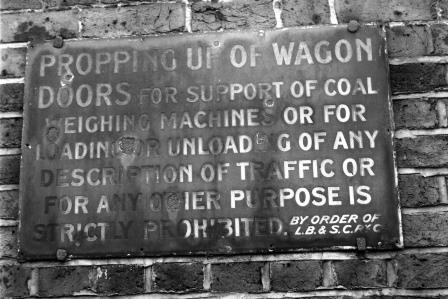 PROPPING UP OF WAGON
DOORS FOR SUPPORT OF COAL
WEIGHING MACHINES OR FOR
LOADING OR UNLOADING OF ANY
DESCRIPTION OF TRAFFIC OR
FOR ANY OTHER PURPOSE IS
STRICTLY PROHIBITED. BY ORDER OF
L.B. & S.C. RY CO.